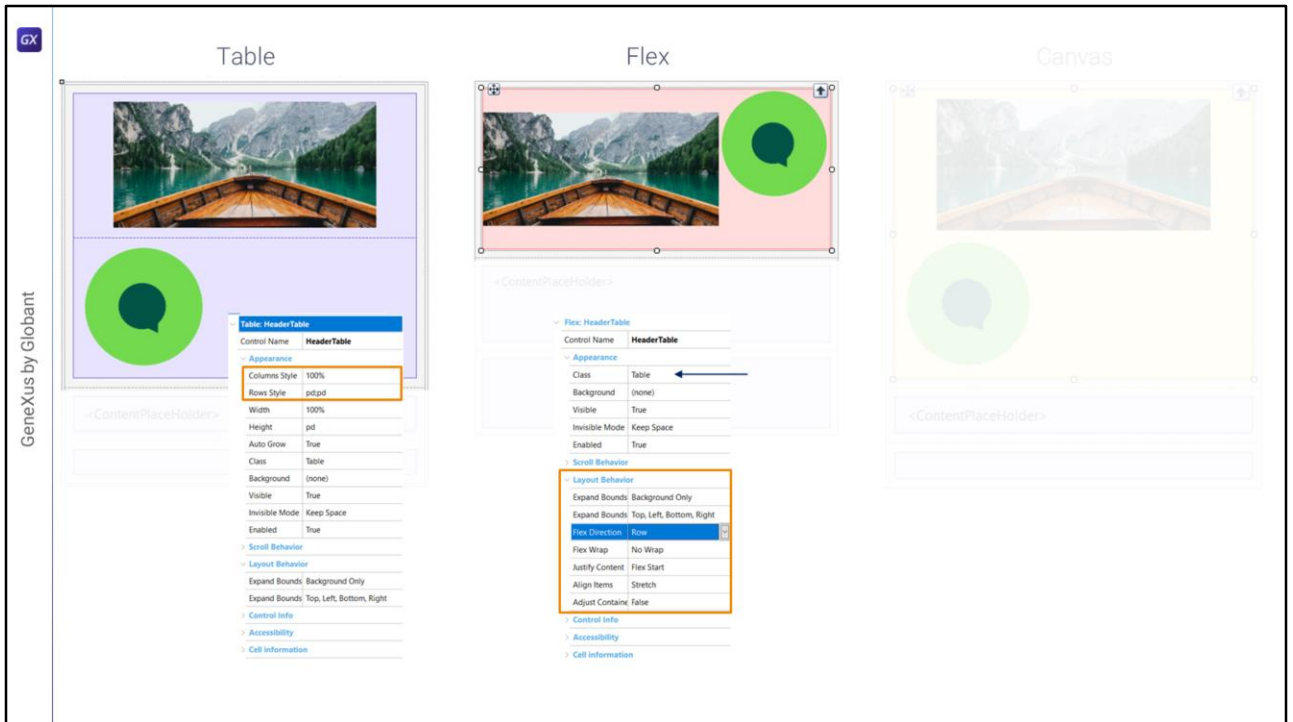 GX
GeneXus by Globant
Table
Flex
Canvas
<ContentPlaceHolder>
<ContentPlaceHolder>
<ContentPlaceHolder>
Table: HeaderTable
Control Name HeaderTable
Appearance
Columns Style 100%
Rows Style pd;pd
Width 100%
Height pd
Auto Grow True
Class Table
Background (none)
Visible True
Invisible Mode Keep Space
Enabled True
Scroll Behavior
Layout Behavior
Expand Bounds Background Only
Expand Bounds Top, Left, Bottom, Right
Control Info
Accessibility
Cell information
Flex: HeaderTable
Control Name HeaderTable
Appearance
Class Table
Background (none)
Visible True
Invisible Mode Keep Space
Enabled True
Scroll Behavior
Layout Behavior
Expand Bounds Background Only
Expand Bounds Top, Left, Bottom, Right
Flex Direction Row
Flex Wrap No Wrap
Justify Content Flex Start
Align Items Stretch
Adjust Containe False
Control Info
Accessibility
Cell information